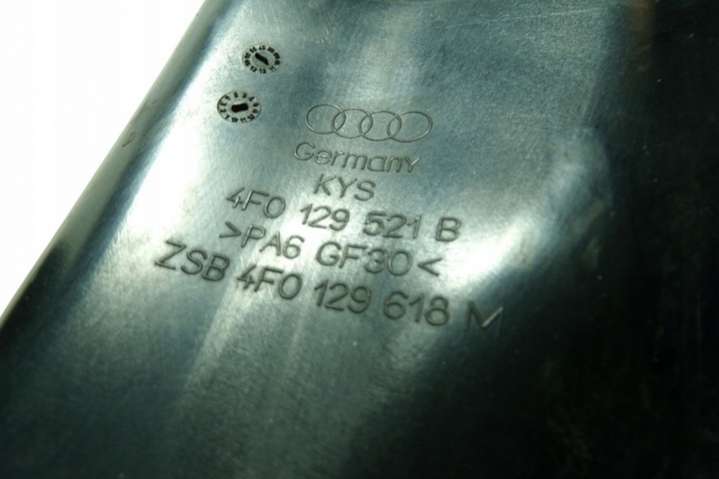 Germany
KYS
4F0 129 521 B
>PA6 GF30<
ZSB 4F0 129 618 M